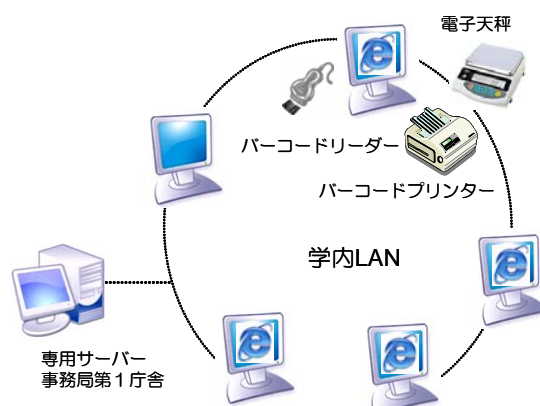 電子天秤
バーコードリーダー
バーコードプリンター
学内LAN
専用サーバー
事務局第１庁舎